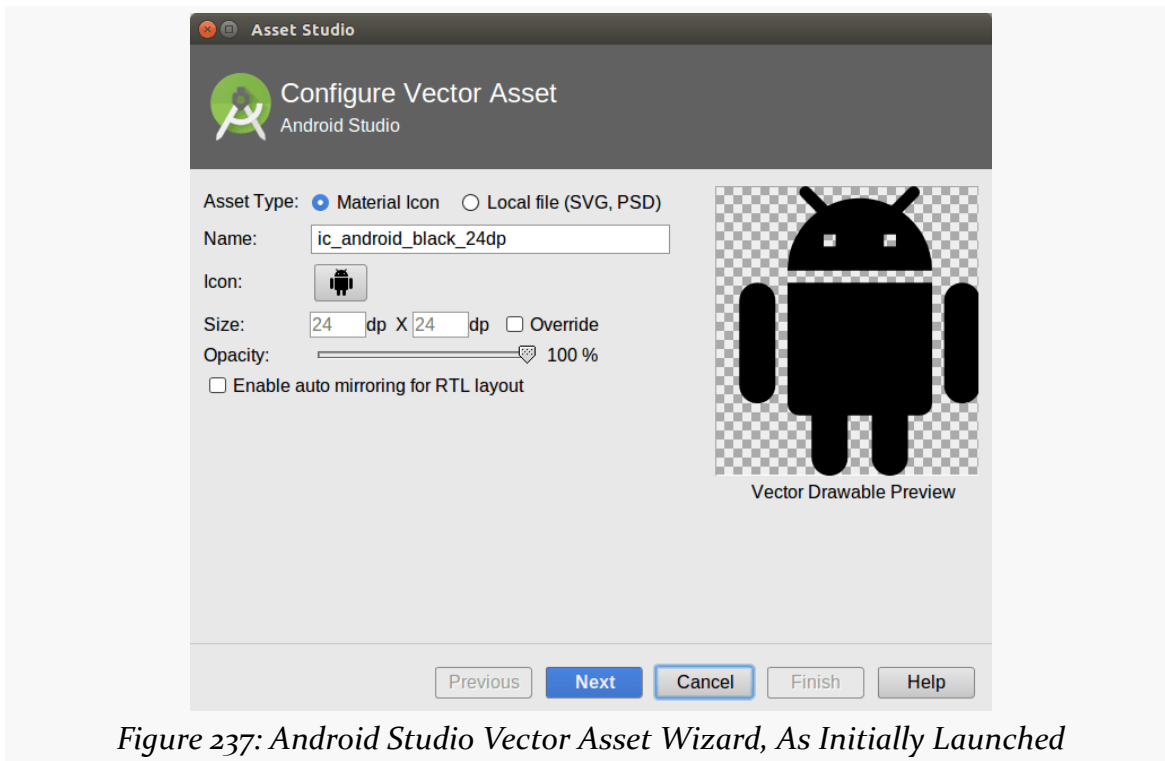 Asset Studio
Configure Vector Asset
Android Studio
Asset Type: Material Icon Local file (SVG, PSD)
Name: ic_android_black_24dp
Icon:
Size: 24 dp X 24 dp Override
Opacity: 100 %
Enable auto mirroring for RTL layout
Vector Drawable Preview
Previous Next Cancel Finish Help
Figure 237: Android Studio Vector Asset Wizard, As Initially Launched